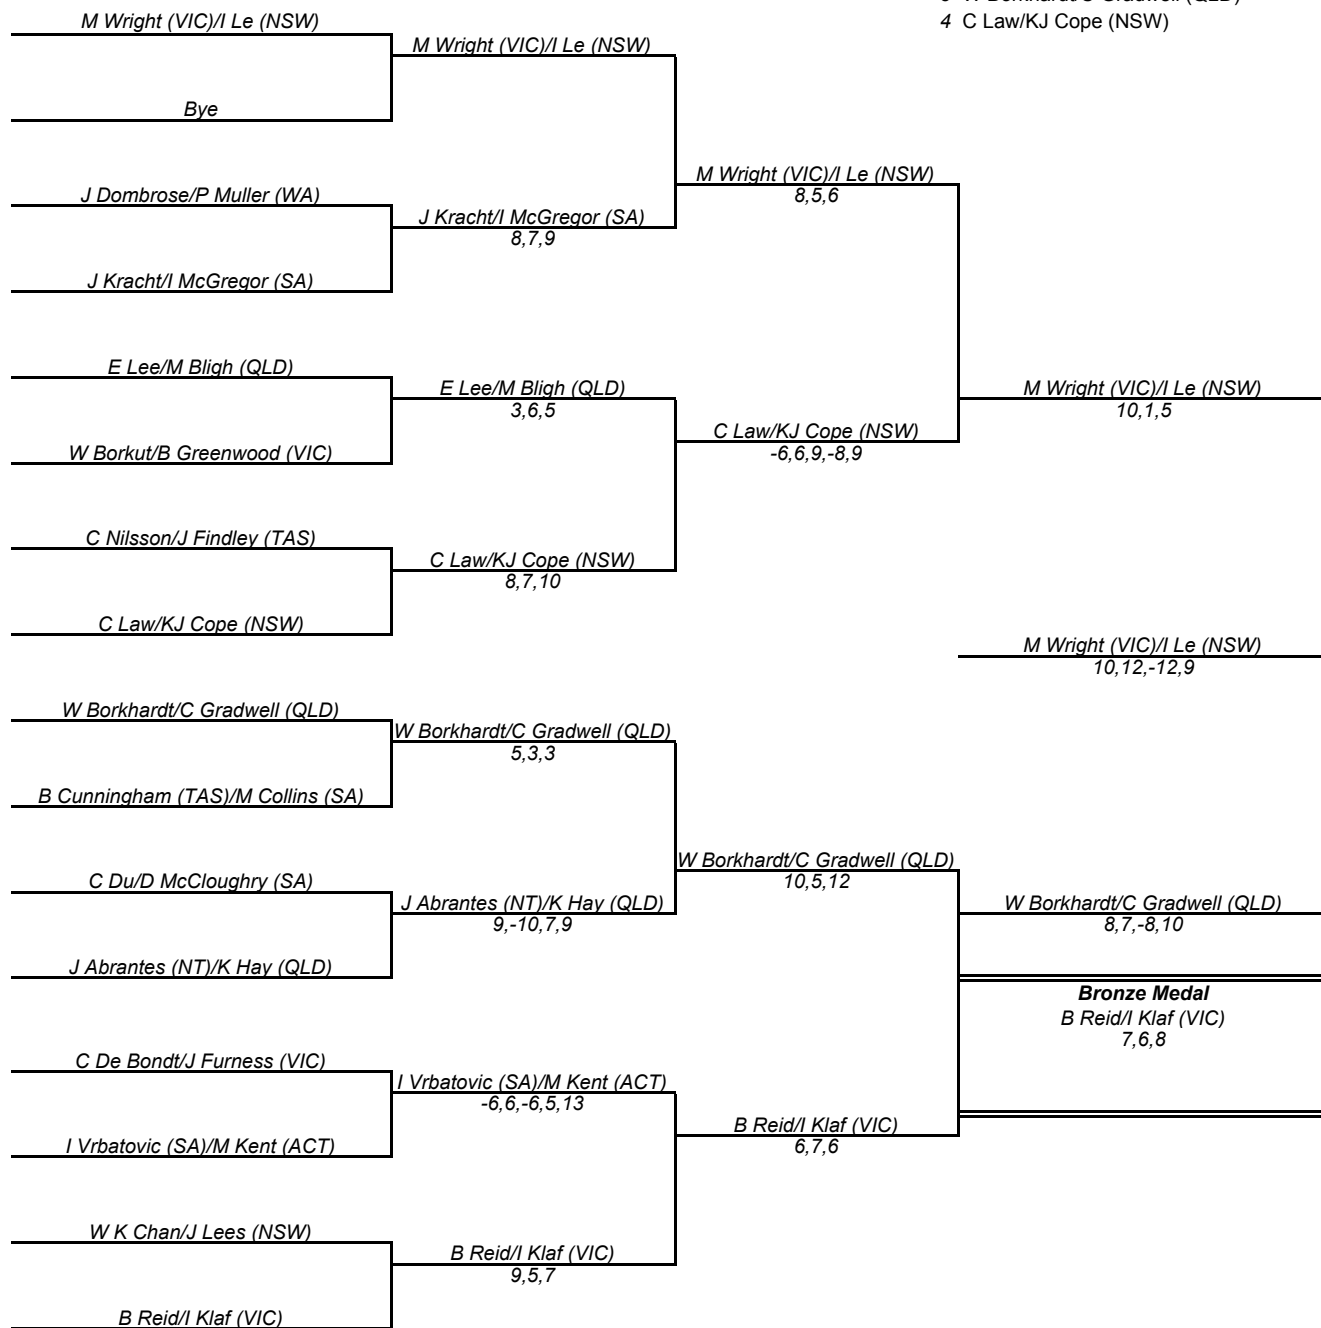 4 C Law/KJ Cope (NSW)
M Wright (VIC)/I Le (NSW)
M Wright (VIC)/I Le (NSW)
Bye
M Wright (VIC)/I Le (NSW)
8,5,6
J Dombrose/P Muller (WA)
J Kracht/I McGregor (SA)
8,7,9
J Kracht/I McGregor (SA)
E Lee/M Bligh (QLD)
E Lee/M Bligh (QLD)
3,6,5
M Wright (VIC)/I Le (NSW)
10,1,5
C Law/KJ Cope (NSW)
-6,6,9,-8,9
W Borkut/B Greenwood (VIC)
C Nilsson/J Findley (TAS)
C Law/KJ Cope (NSW)
8,7,10
C Law/KJ Cope (NSW)
M Wright (VIC)/I Le (NSW)
10,12,-12,9
W Borkhardt/C Gradwell (QLD)
W Borkhardt/C Gradwell (QLD)
5,3,3
B Cunningham (TAS)/M Collins (SA)
W Borkhardt/C Gradwell (QLD)
10,5,12
C Du/D McCloughry (SA)
J Abrantes (NT)/K Hay (QLD)
9,-10,7,9
W Borkhardt/C Gradwell (QLD)
8,7,-8,10
J Abrantes (NT)/K Hay (QLD)
Bronze Medal
B Reid/I Klaf (VIC)
7,6,8
C De Bondt/J Furness (VIC)
I Vrbatovic (SA)/M Kent (ACT)
-6,6,-6,5,13
B Reid/I Klaf (VIC)
6,7,6
I Vrbatovic (SA)/M Kent (ACT)
W K Chan/J Lees (NSW)
B Reid/I Klaf (VIC)
9,5,7
B Reid/I Klaf (VIC)